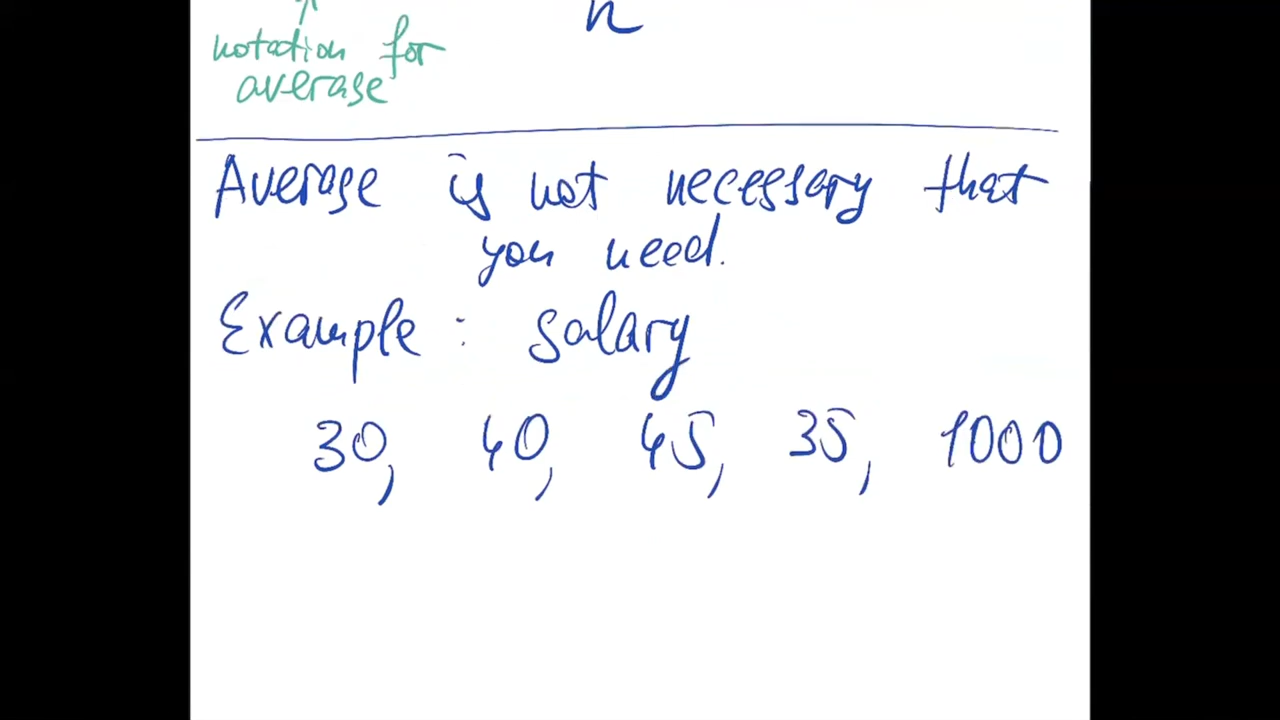 n
notation for
average
Average is not necessary that
you need.
Example: salary
30, 40, 45, 35, 1000